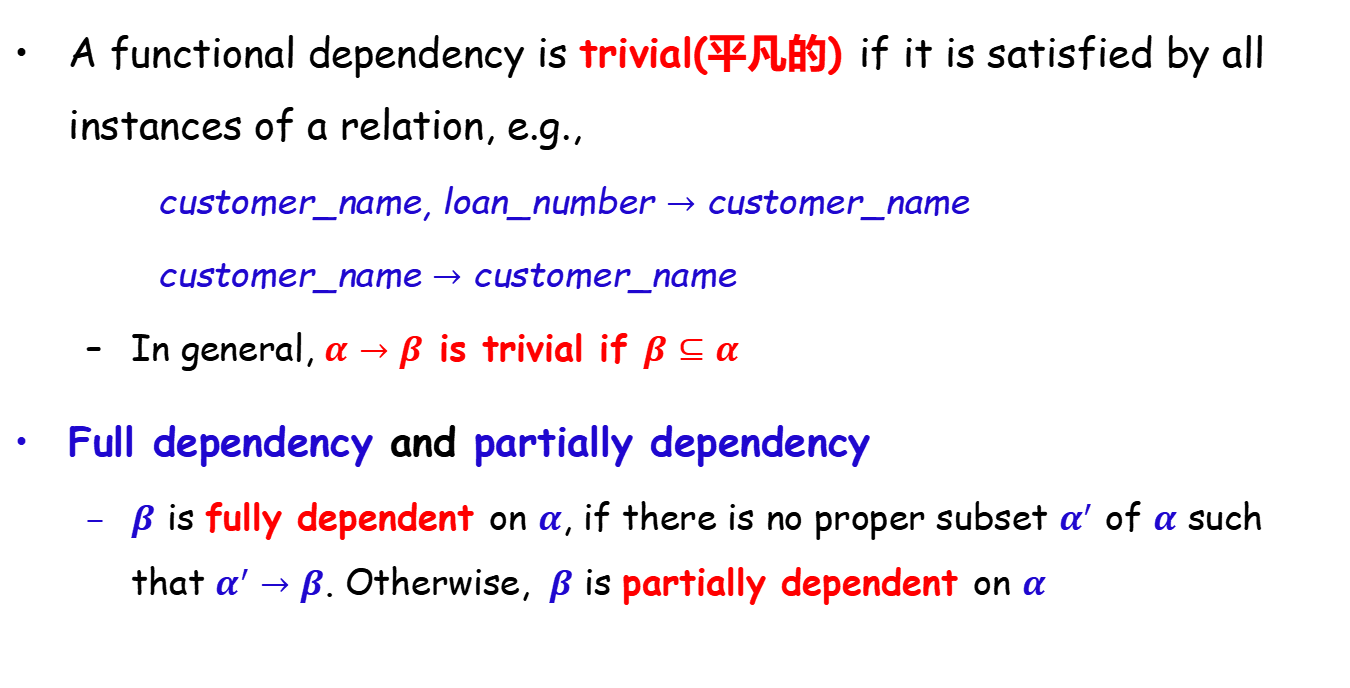 • A functional dependency is trivial(平凡的) if it is satisfied by all
instances of a relation, e.g.,
customer_name, loan_number → customer_name
customer_name → customer_name
– In general, α → β is trivial if β ⊆ α
• Full dependency and partially dependency
– β is fully dependent on α, if there is no proper subset α′ of α such
that α′ → β. Otherwise, β is partially dependent on α